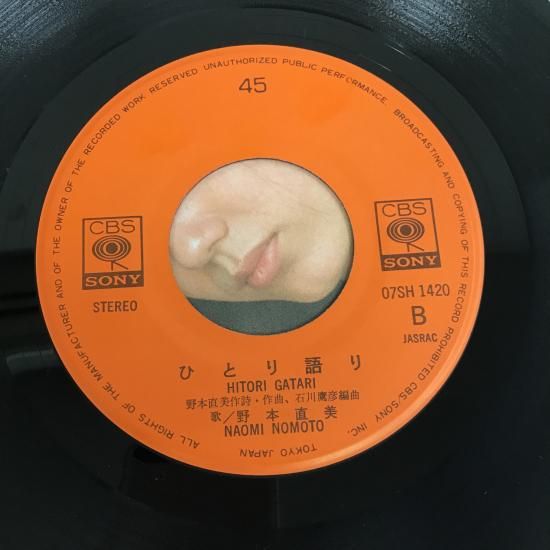 ALL RIGHTS OF THE MANUFACTURER AND OF THE OWNER OF THE RECORDED WORK RESERVED UNAUTHORIZED PUBLIC PERFORMANCE, BROADCASTING AND COPYING OF THIS RECORD PROHIBITED CBS/SONY INC.
TOKYO JAPAN
45
CBS
SONY
CBS
SONY
STEREO
07SH 1420
B
JASRAC
ひとり語り
HITORI GATARI
野本直美作詩・作曲、石川鷹彦編曲
歌/野本直美
NAOMI NOMOTO